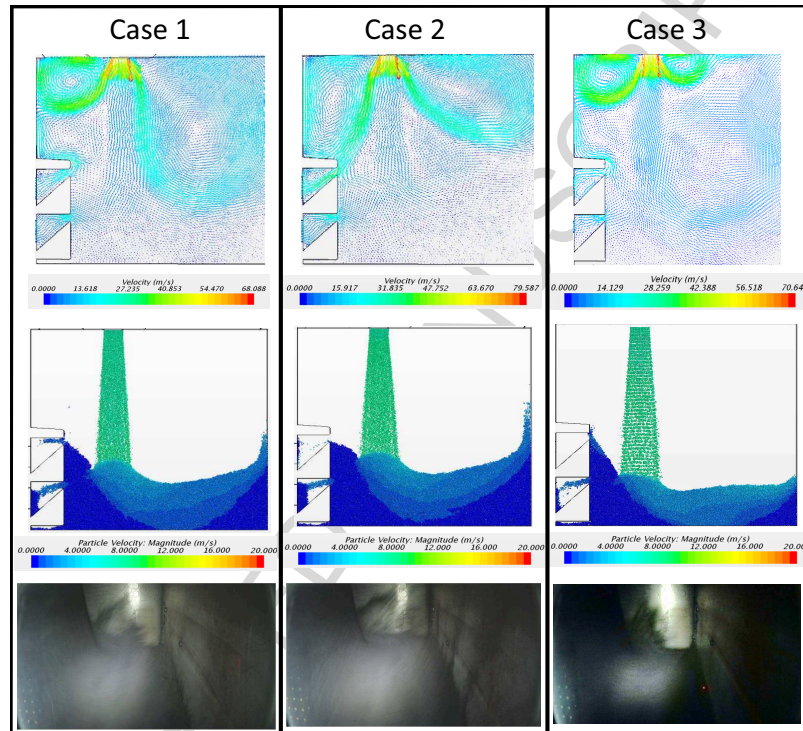 Case 1
Case 2
Case 3
Velocity (m/s)
0.0000 13.618 27.235 40.853 54.470 68.088
Velocity (m/s)
0.0000 15.917 31.835 47.752 63.670 79.587
Velocity (m/s)
0.0000 14.129 28.259 42.388 56.518 70.64
Particle Velocity: Magnitude (m/s)
0.0000 4.0000 8.0000 12.000 16.000 20.000
Particle Velocity: Magnitude (m/s)
0.0000 4.0000 8.0000 12.000 16.000 20.000
Particle Velocity: Magnitude (m/s)
0.0000 4.0000 8.0000 12.000 16.000 20.00